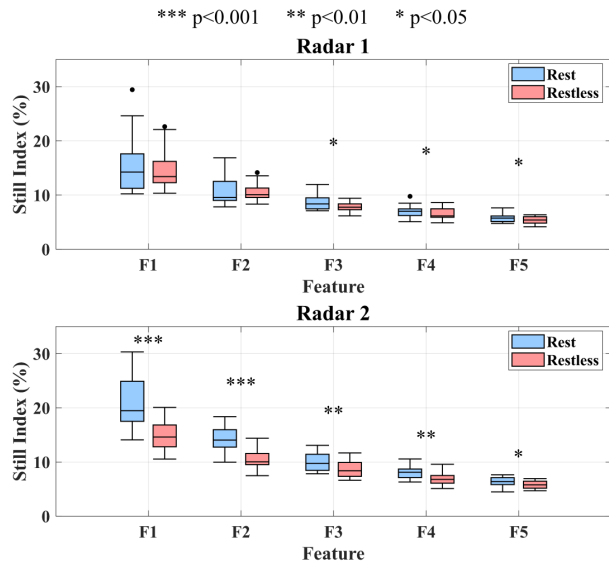 *** p<0.001 ** p<0.01 * p<0.05
Radar 1
Still Index (%)
30
20
10
0
Rest
Restless
*
*
*
F1 F2 F3 F4 F5
Feature
Radar 2
Still Index (%)
30
20
10
0
Rest
Restless
***
***
**
**
*
F1 F2 F3 F4 F5
Feature